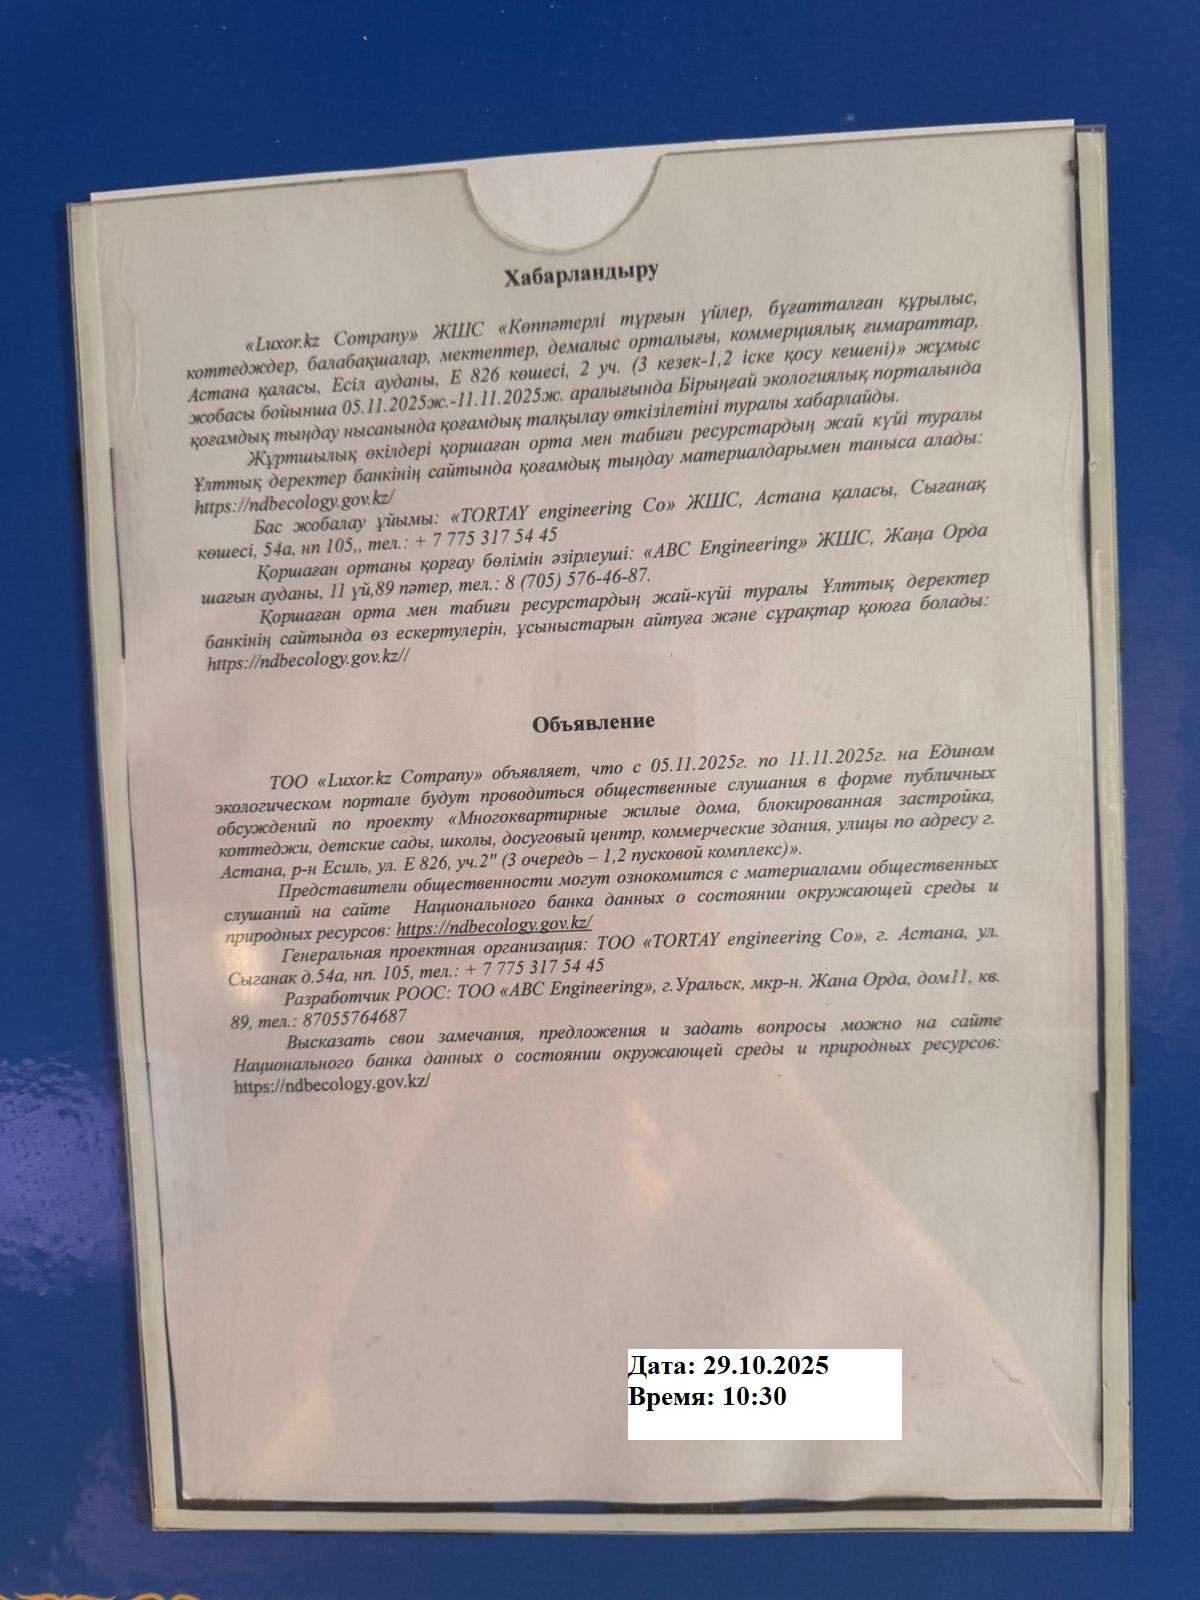 Хабарландыру
«Luxor.kz Company» ЖШС «Көппәтерлі тұрғын үйлер, бұғатталған құрылыс,
коттедждер, балабақшалар, мектептер, демалыс орталығы, коммерциялық ғимараттар,
Астана қаласы, Есіл ауданы, Е 826 көшесі, 2 уч. (3 кезек-1,2 іске қосу кешені)» жұмыс
жобасы бойынша 05.11.2025ж.-11.11.2025ж. аралығында Бірыңғай экологиялық порталында
қоғамдық тыңдау нысанында қоғамдық талқылау өткізілетіні туралы хабарлайды.
Жұртшылық өкілдері қоршаған орта мен табиғи ресурстардың жай күйі туралы
Ұлттық деректер банкінің сайтында қоғамдық тыңдау материалдарымен таныса алады:
https://ndbecology.gov.kz/
Бас жобалау ұйымы: «TORTAY engineering Co» ЖШС, Астана қаласы, Сығанақ
көшесі, 54а, нп 105,, тел.: + 7 775 317 54 45
Қоршаған ортаны қорғау бөлімін әзірлеуші: «ABC Engineering» ЖШС, Жаңа Орда
шағын ауданы, 11 үй,89 пәтер, тел.: 8 (705) 576-46-87.
Қоршаған орта мен табиғи ресурстардың жай-күйі туралы Ұлттық деректер
банкінің сайтында өз ескертулерін, ұсыныстарын айтуға және сұрақтар қоюға болады:
https://ndbecology.gov.kz//
Объявление
ТОО «Luxor.kz Company» объявляет, что с 05.11.2025г. по 11.11.2025г. на Едином
экологическом портале будут проводиться общественные слушания в форме публичных
обсуждений по проекту «Многоквартирные жилые дома, блокированная застройка,
коттеджи, детские сады, школы, досуговый центр, коммерческие здания, улицы по адресу г.
Астана, р-н Есиль, ул. Е 826, уч.2" (3 очередь – 1,2 пусковой комплекс)».
Представители общественности могут ознокомится с материалами общественных
слушаний на сайте Национального банка данных о состоянии окружающей среды и
природных ресурсов: https://ndbecology.gov.kz/
Генеральная проектная организация: ТОО «TORTAY engineering Co», г. Астана, ул.
Сыганак д.54а, нп. 105, тел.: + 7 775 317 54 45
Разработчик РООС: ТОО «ABC Engineering», г.Уральск, мкр-н. Жана Орда, дом11, кв.
89, тел.: 87055764687
Высказать свои замечания, предложения и задать вопросы можно на сайте
Национального банка данных о состоянии окружающей среды и природных ресурсов:
https://ndbecology.gov.kz/
Дата: 29.10.2025
Время: 10:30